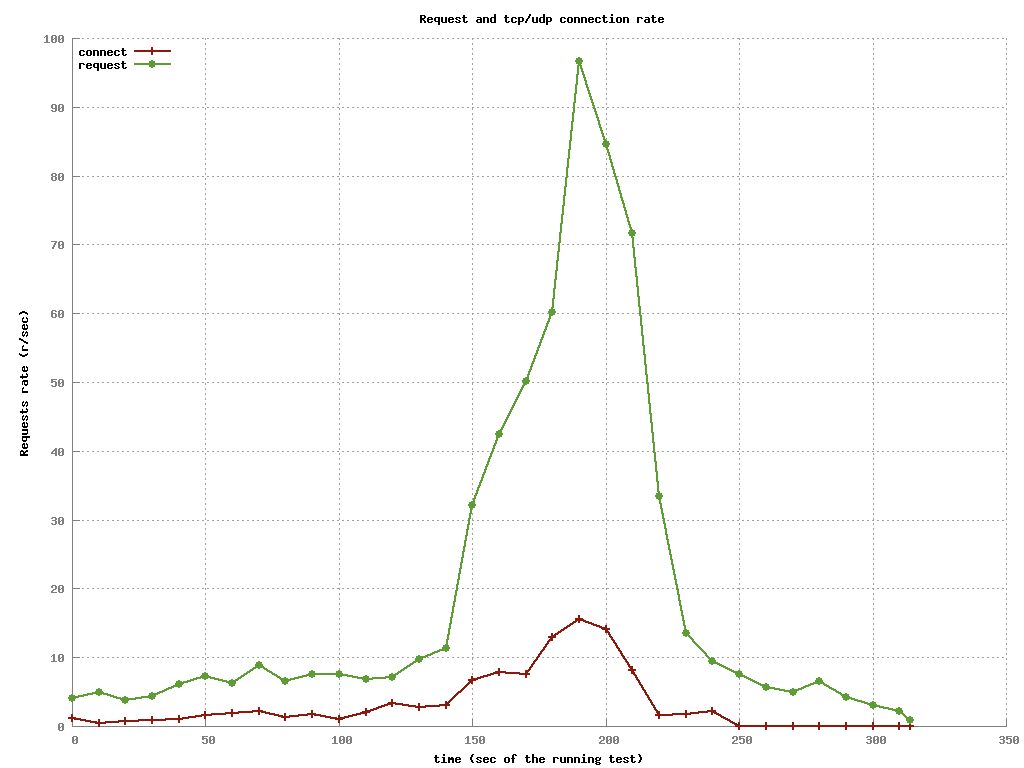 Request and tcp/udp connection rate
connect
request
100
90
80
70
60
50
40
30
20
10
0
Requests rate (r/sec)
0 50 100 150 200 250 300 350
time (sec of the running test)